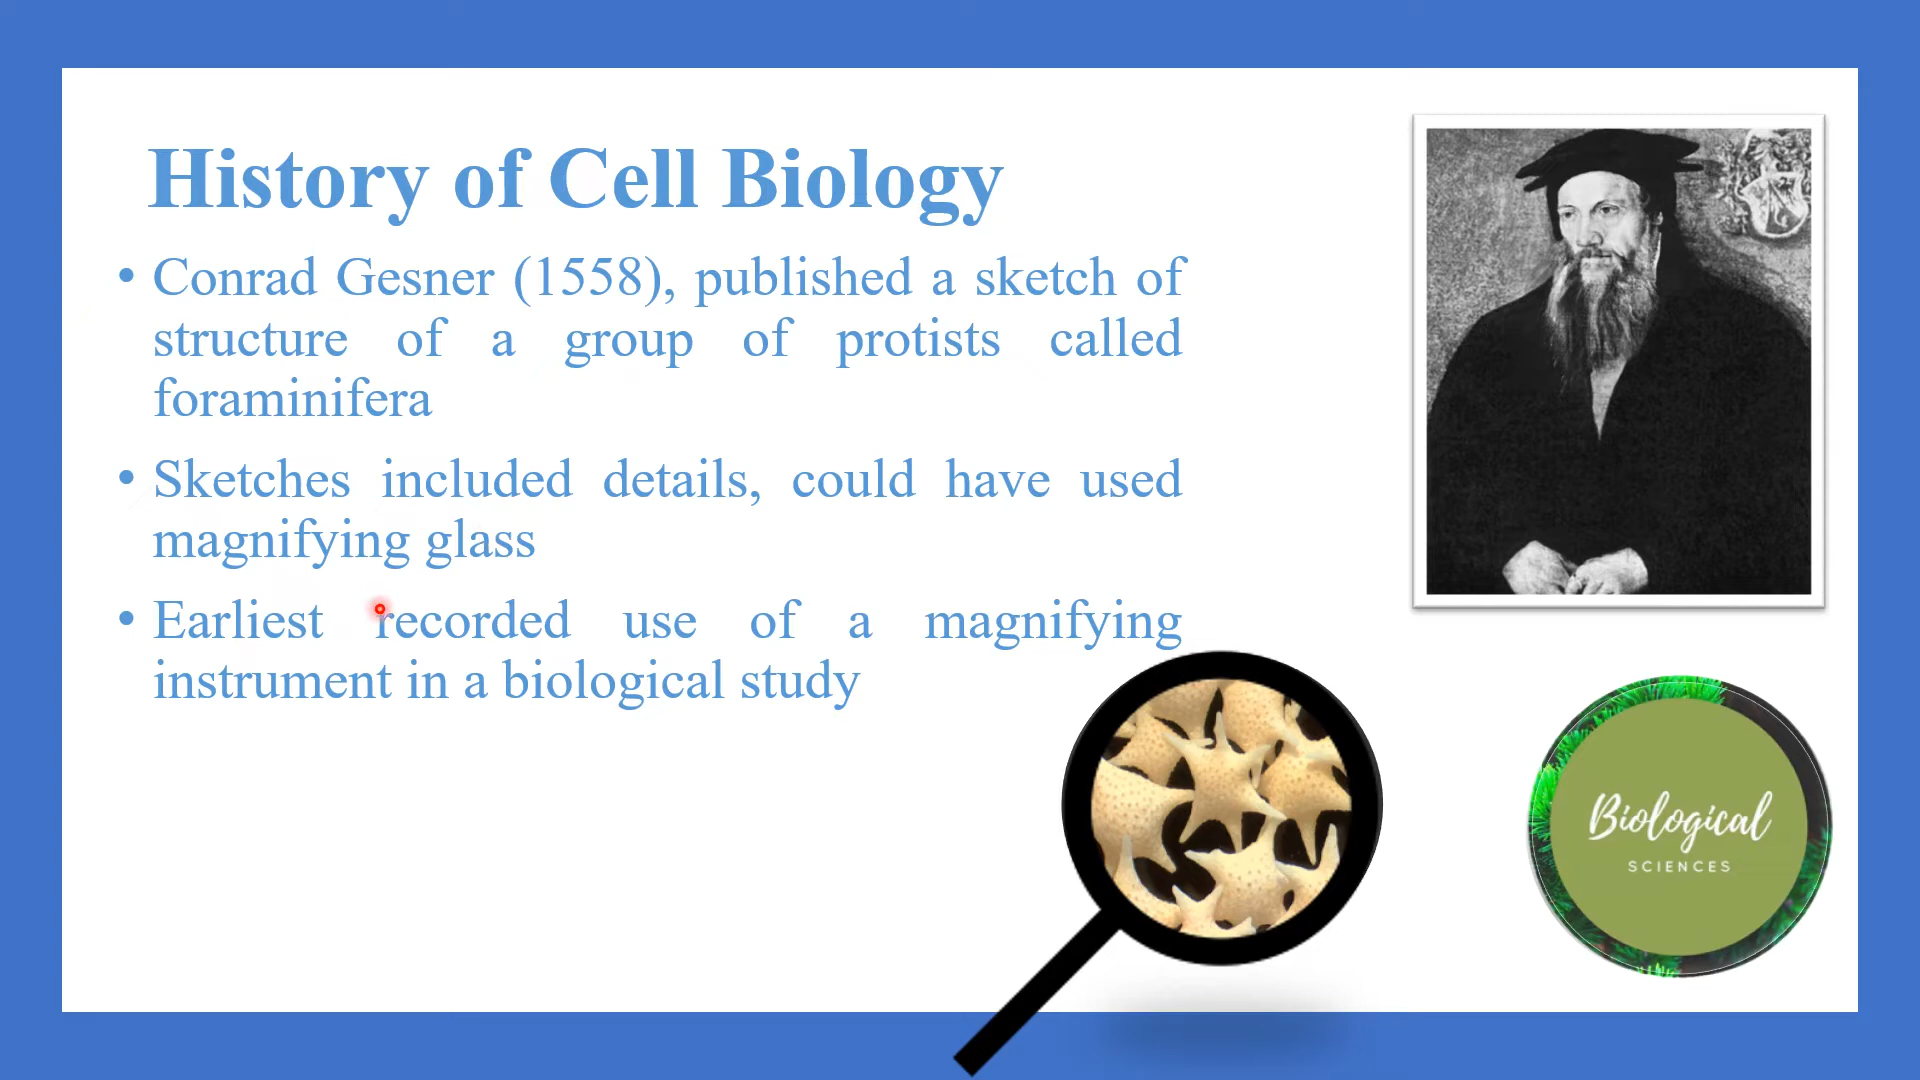 History of Cell Biology
• Conrad Gesner (1558), published a sketch of
structure of a group of protists called
foraminifera
• Sketches included details, could have used
magnifying glass
• Earliest recorded use of a magnifying
instrument in a biological study
Biological
SCIENCES